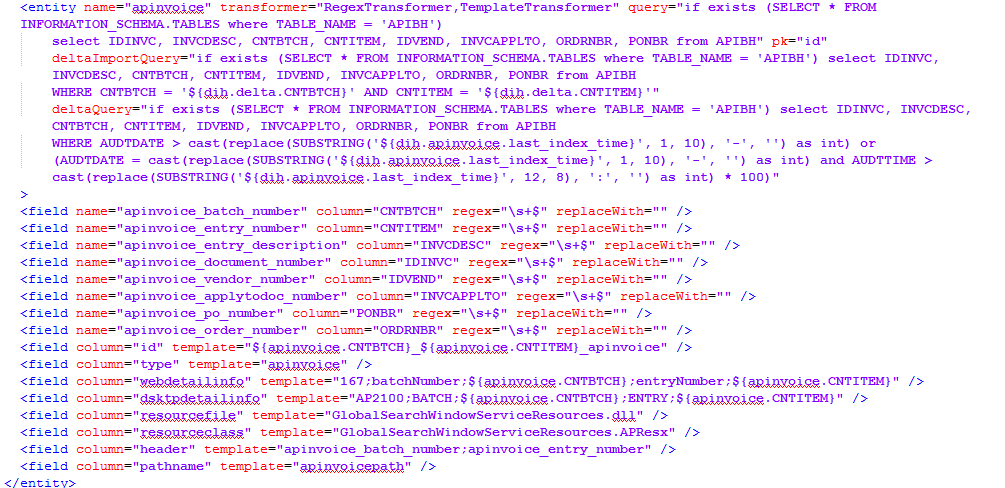 <entity name="apinvoice" transformer="RegexTransformer,TemplateTransformer" query="if exists (SELECT * FROM
INFORMATION_SCHEMA.TABLES where TABLE_NAME = 'APIBH')
select IDINVC, INVCDESC, CNTBTCH, CNTITEM, IDVEND, INVCAPPLTO, ORDRNBR, PONBR from APIBH" pk="id"
deltaImportQuery="if exists (SELECT * FROM INFORMATION_SCHEMA.TABLES where TABLE_NAME = 'APIBH') select IDINVC,
INVCDESC, CNTBTCH, CNTITEM, IDVEND, INVCAPPLTO, ORDRNBR, PONBR from APIBH
WHERE CNTBTCH = '${dih.delta.CNTBTCH}' AND CNTITEM = '${dih.delta.CNTITEM}'"
deltaQuery="if exists (SELECT * FROM INFORMATION_SCHEMA.TABLES where TABLE_NAME = 'APIBH') select IDINVC, INVCDESC,
CNTBTCH, CNTITEM, IDVEND, INVCAPPLTO, ORDRNBR, PONBR from APIBH
WHERE AUDTDATE > cast(replace(SUBSTRING('${dih.apinvoice.last_index_time}', 1, 10), '-', '') as int) or
(AUDTDATE = cast(replace(SUBSTRING('${dih.apinvoice.last_index_time}', 1, 10), '-', '') as int) and AUDTTIME >
cast(replace(SUBSTRING('${dih.apinvoice.last_index_time}', 12, 8), ':', '') as int) * 100)"
>
<field name="apinvoice_batch_number" column="CNTBTCH" regex="\s+$" replaceWith="" />
<field name="apinvoice_entry_number" column="CNTITEM" regex="\s+$" replaceWith="" />
<field name="apinvoice_entry_description" column="INVCDESC" regex="\s+$" replaceWith="" />
<field name="apinvoice_document_number" column="IDINVC" regex="\s+$" replaceWith="" />
<field name="apinvoice_vendor_number" column="IDVEND" regex="\s+$" replaceWith="" />
<field name="apinvoice_applytodoc_number" column="INVCAPPLTO" regex="\s+$" replaceWith="" />
<field name="apinvoice_po_number" column="PONBR" regex="\s+$" replaceWith="" />
<field name="apinvoice_order_number" column="ORDRNBR" regex="\s+$" replaceWith="" />
<field column="id" template="${apinvoice.CNTBTCH}_${apinvoice.CNTITEM}_apinvoice" />
<field column="type" template="apinvoice" />
<field column="webdetailinfo" template="167;batchNumber;${apinvoice.CNTBTCH};entryNumber;${apinvoice.CNTITEM}" />
<field column="dsktpdetailinfo" template="AP2100;BATCH;${apinvoice.CNTBTCH};ENTRY;${apinvoice.CNTITEM}" />
<field column="resourcefile" template="GlobalSearchWindowServiceResources.dll" />
<field column="resourceclass" template="GlobalSearchWindowServiceResources.APResx" />
<field column="header" template="apinvoice_batch_number;apinvoice_entry_number" />
<field column="pathname" template="apinvoicepath" />
</entity>